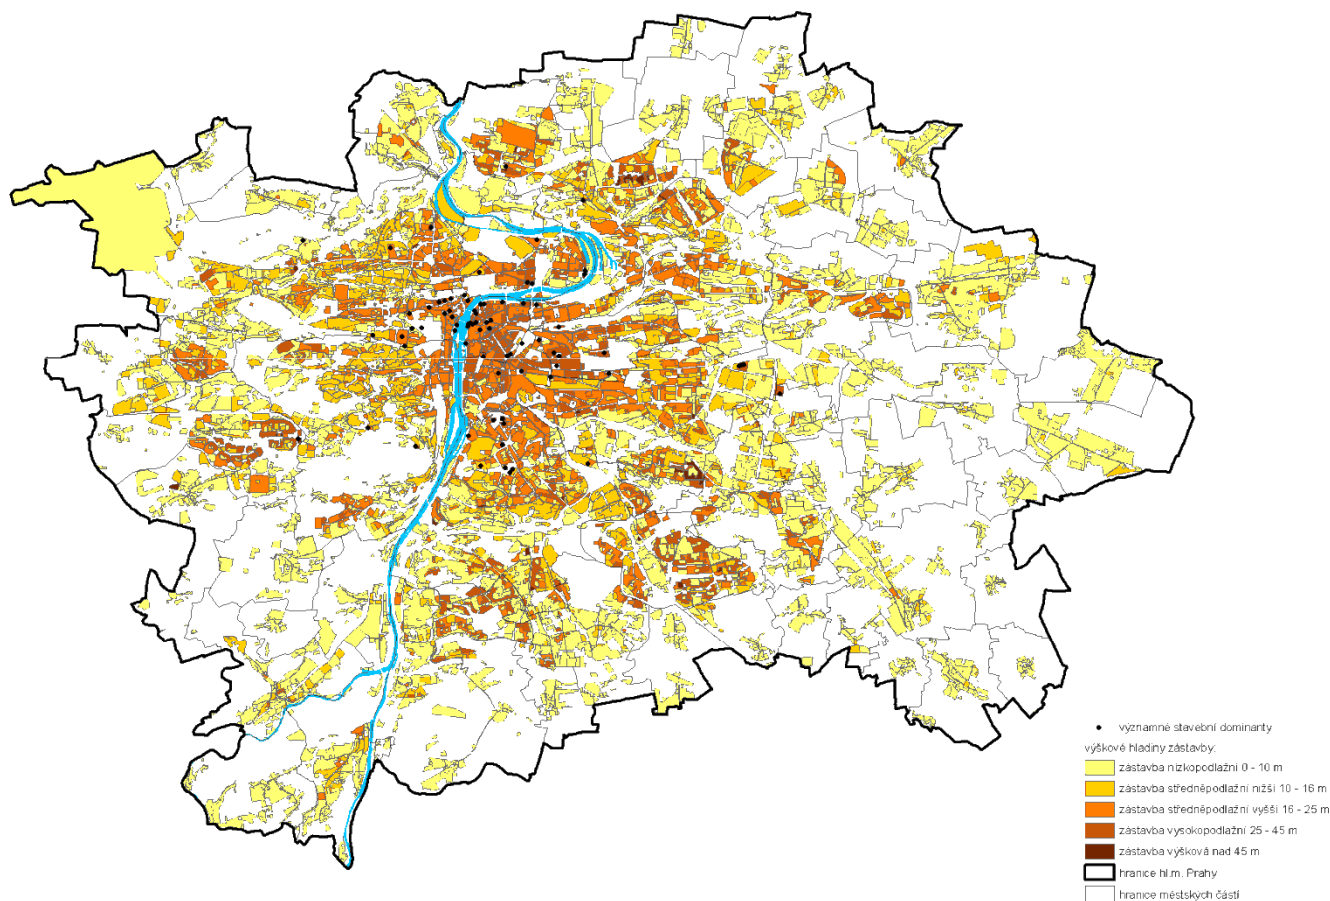 významné stavební dominanty
výškové hladiny zástavby:
zástavba nízkopodlažní 0 - 10 m
zástavba středněpodlažní nižší 10 - 16 m
zástavba středněpodlažní vyšší 16 - 25 m
zástavba vysokopodlažní 25 - 45 m
zástavba výšková nad 45 m
hranice hl.m. Prahy
hranice městských částí